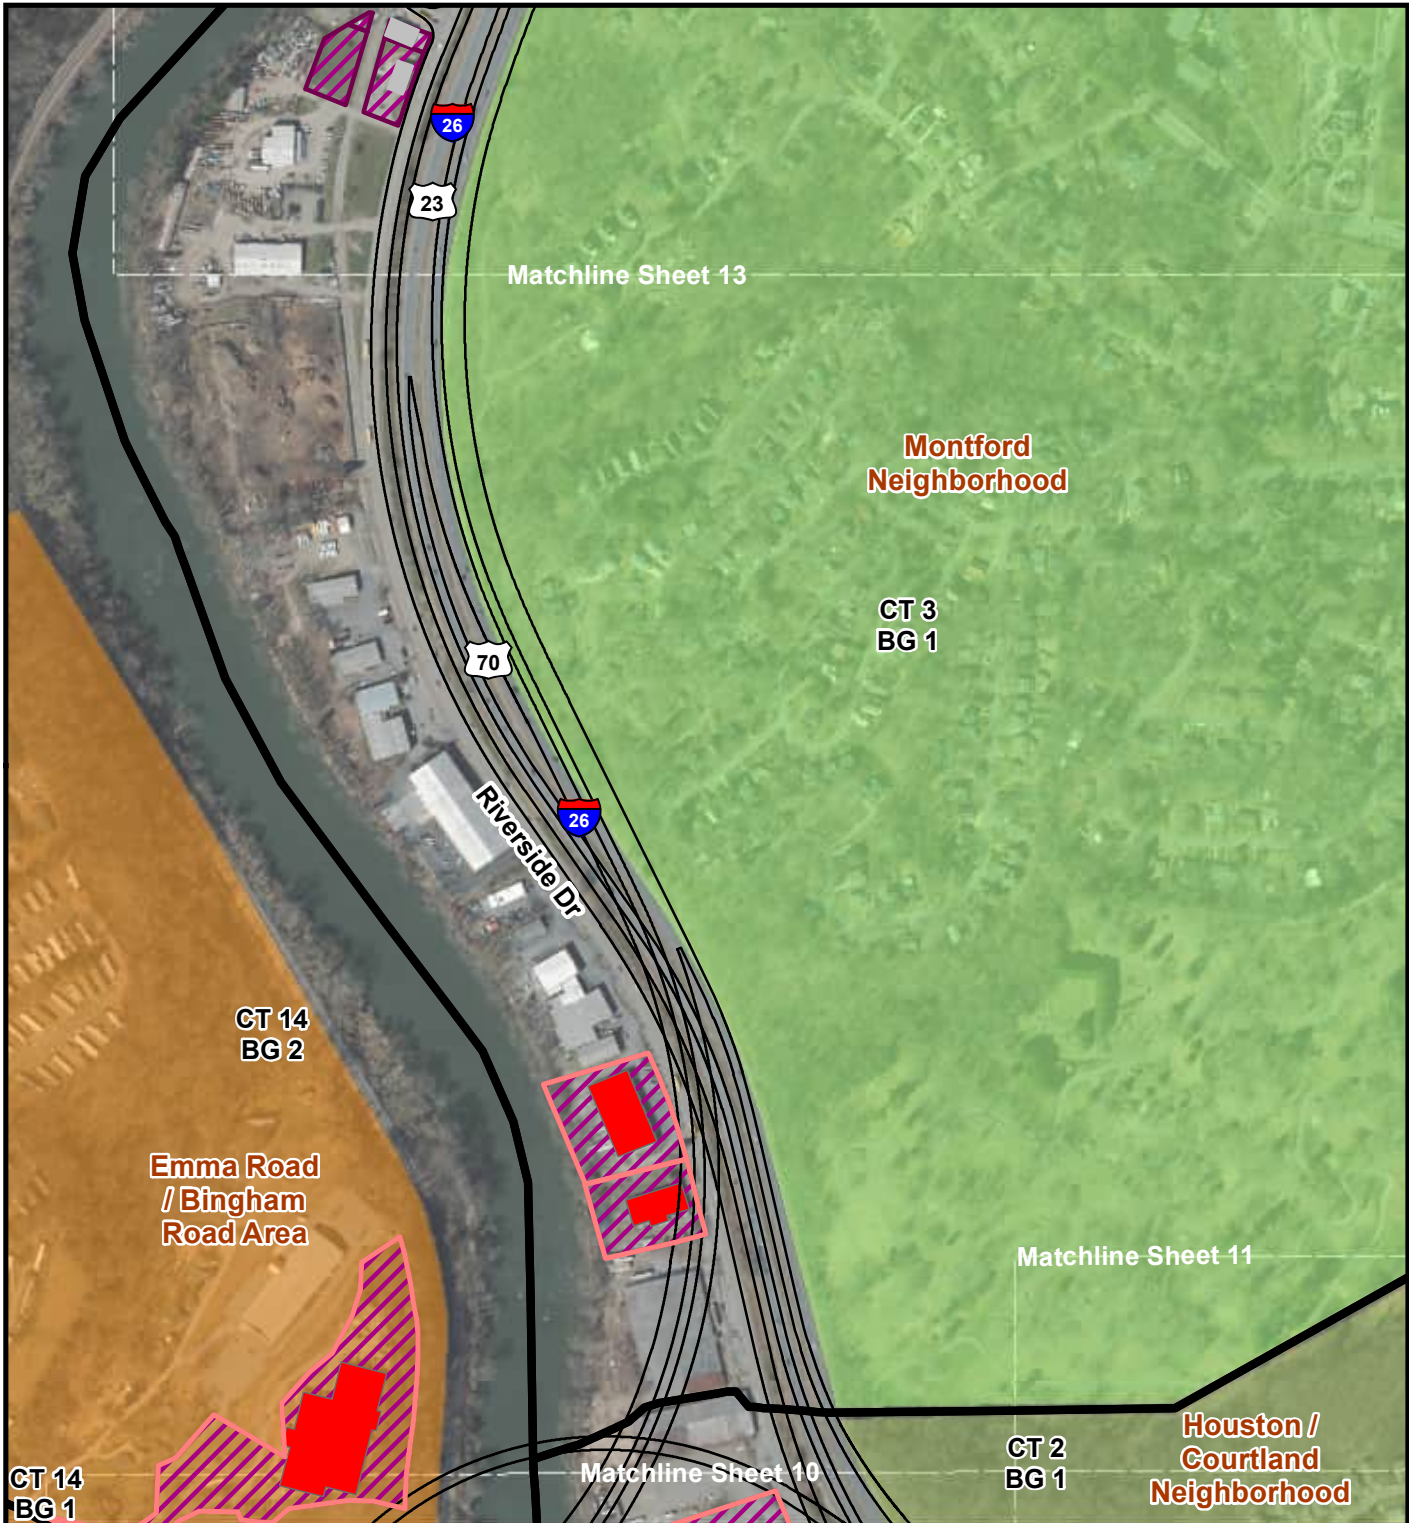 26
23
Matchline Sheet 13
Montford
Neighborhood
CT 3
BG 1
70
26
Riverside Dr
CT 14
BG 2
Emma Road
/ Bingham
Road Area
Matchline Sheet 11
Houston /
Courtland
Neighborhood
CT 2
BG 1
Matchline Sheet 10
CT 14
BG 1